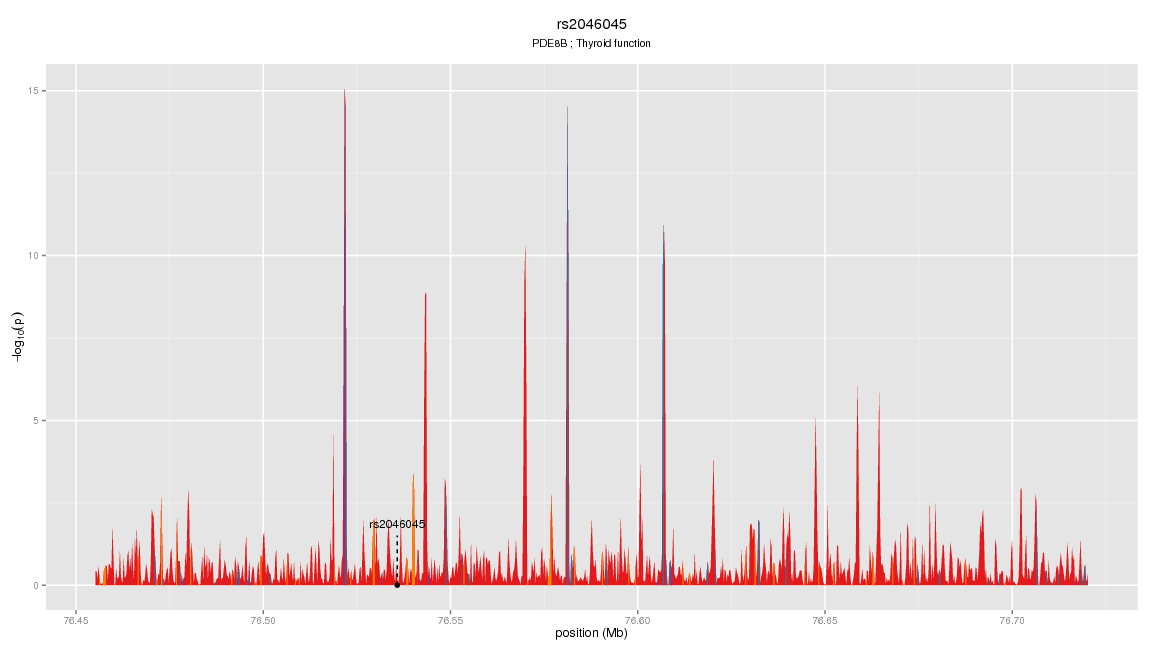 rs2046045
PDE8B ; Thyroid function
15
10
5
0
−log10(p)
rs2046045
76.45 76.50 76.55 76.60 76.65 76.70
position (Mb)